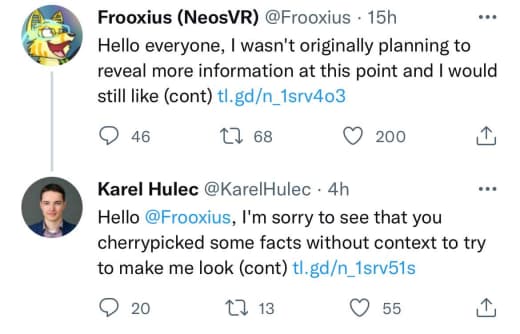 Frooxius (NeosVR) @Frooxius · 15h
Hello everyone, I wasn't originally planning to
reveal more information at this point and I would
still like (cont) tl.gd/n_1srv4o3
46 68 200
Karel Hulec @KarelHulec · 4h
Hello @Frooxius, I'm sorry to see that you
cherrypicked some facts without context to try
to make me look (cont) tl.gd/n_1srv51s
20 13 55